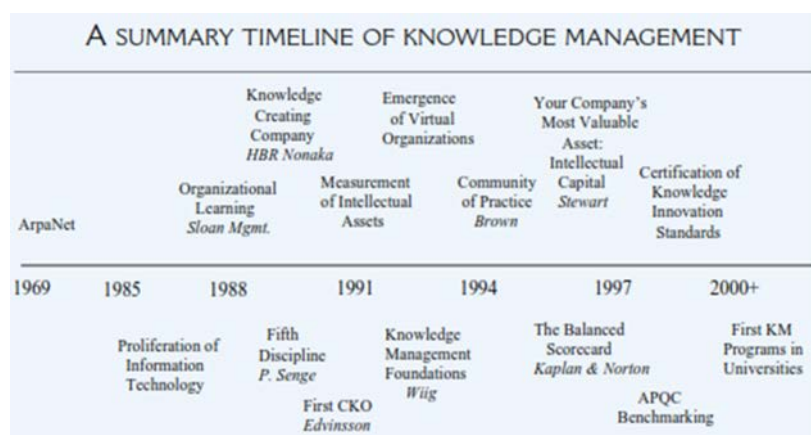 A SUMMARY TIMELINE OF KNOWLEDGE MANAGEMENT
Knowledge
Creating
Company
HBR Nonaka
Emergence
of Virtual
Organizations
Your Company's
Most Valuable
Asset:
Intellectual
Capital
Stewart
Organizational
Learning
Sloan Mgmt.
Measurement
of Intellectual
Assets
Community
of Practice
Brown
Certification of
Knowledge
Innovation
Standards
ArpaNet
1969 1985 1988 1991 1994 1997 2000+
Proliferation of
Information
Technology
Fifth
Discipline
P. Senge
First CKO
Edvinsson
Knowledge
Management
Foundations
Wiig
The Balanced
Scorecard
Kaplan & Norton
APQC
Benchmarking
First KM
Programs in
Universities